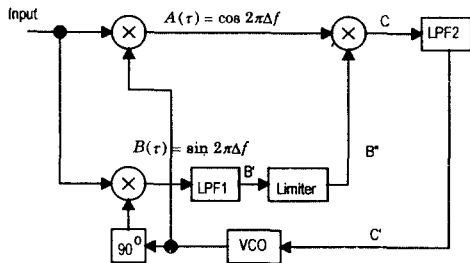 Input
A(τ) = cos 2πΔf
C
LPF2
B(τ) = sin 2πΔf
B'
B"
LPF1
Limiter
C'
90°
VCO